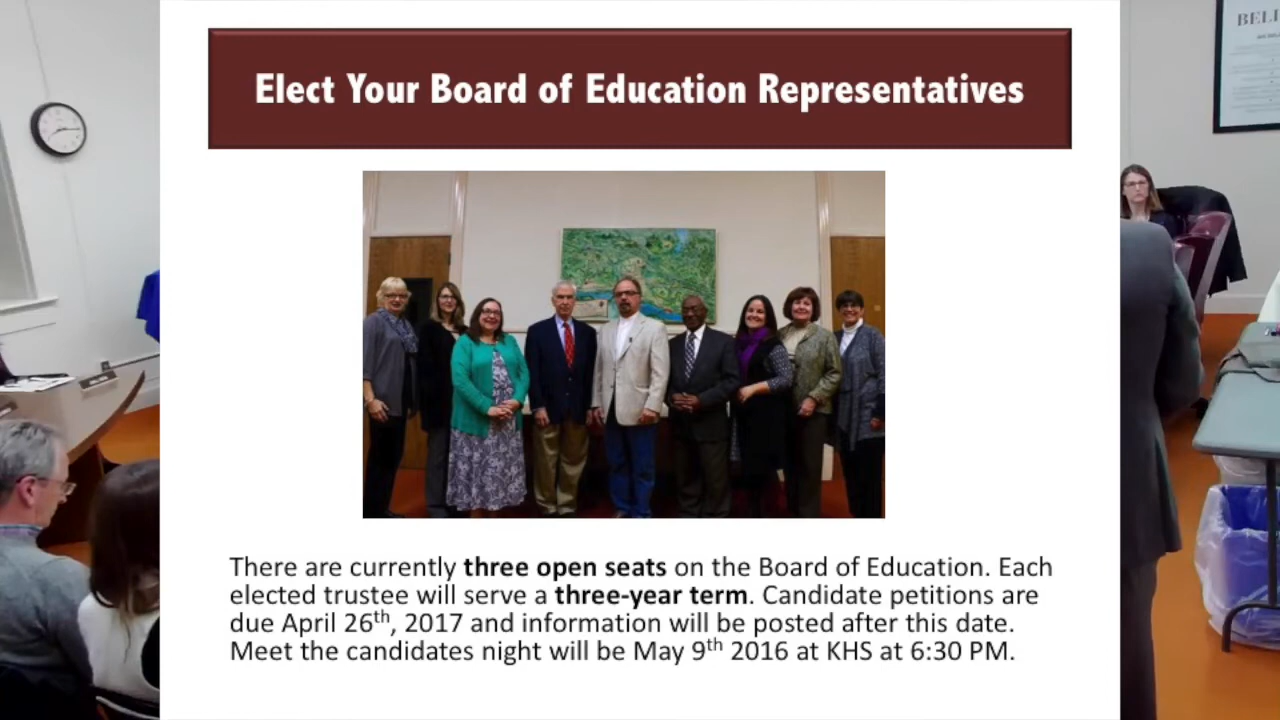 Elect Your Board of Education Representatives
BELI
There are currently three open seats on the Board of Education. Each
elected trustee will serve a three-year term. Candidate petitions are
due April 26th, 2017 and information will be posted after this date.
Meet the candidates night will be May 9th 2016 at KHS at 6:30 PM.